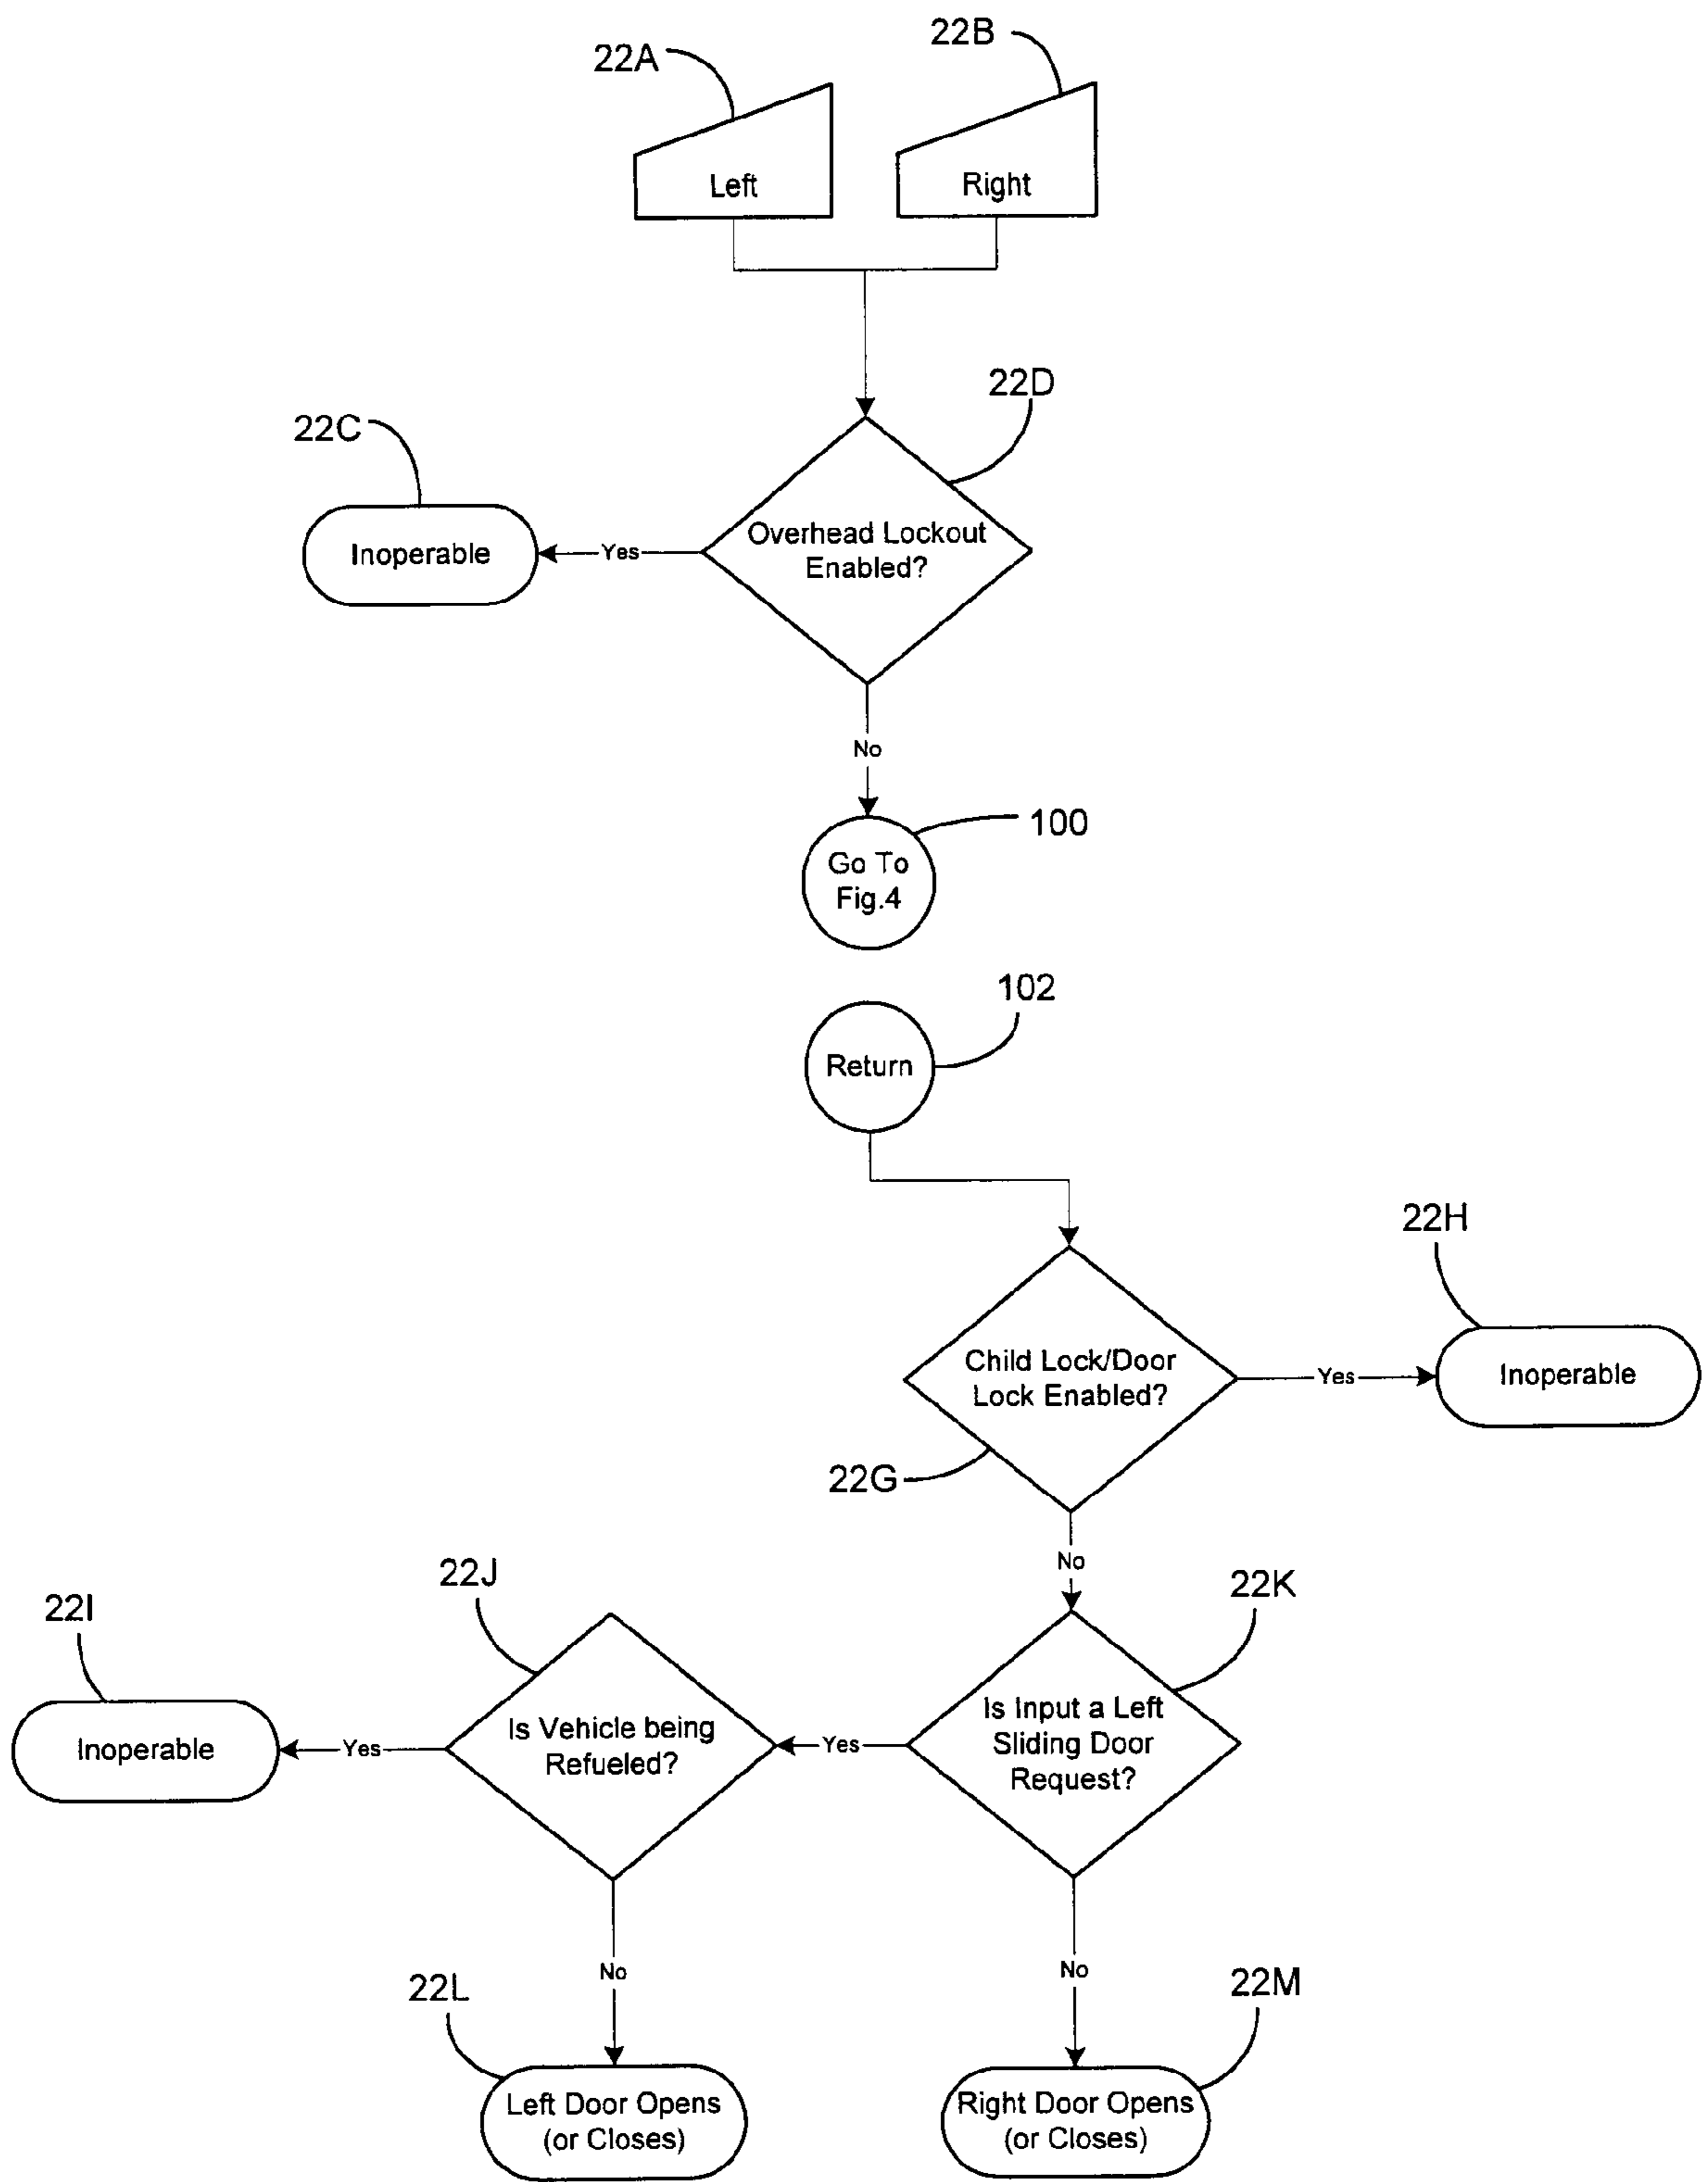 22A
22B
Left
Right
22D
22C
Overhead Lockout
Enabled?
Inoperable
Yes
No
100
Go To
Fig.4
102
Return
22H
Child Lock/Door
Lock Enabled?
Yes
Inoperable
22G
No
22J
22K
22I
Is Input a Left
Sliding Door
Request?
Yes
Is Vehicle being
Refueled?
Yes
Inoperable
No
No
22L
22M
Left Door Opens
(or Closes)
Right Door Opens
(or Closes)